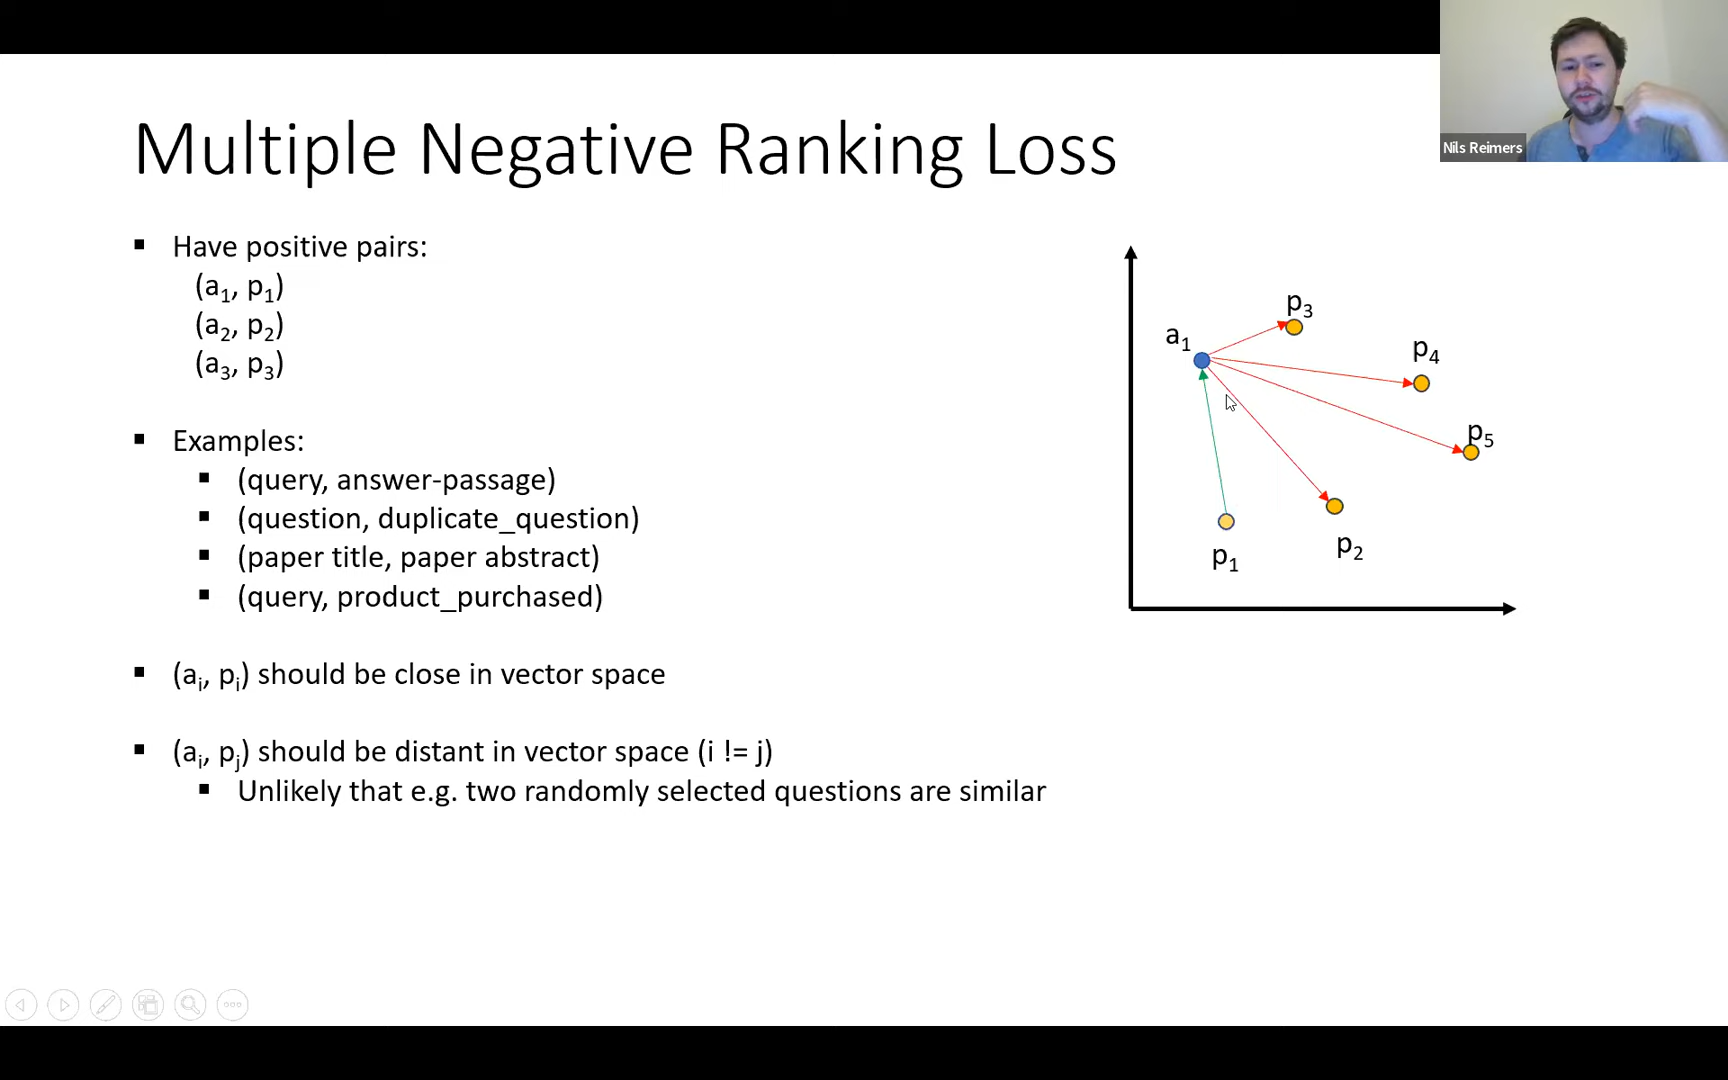 Multiple Negative Ranking Loss
Nils Reimers
▪ Have positive pairs:
(a₁, p₁)
(a₂, p₂)
(a₃, p₃)
▪ Examples:
▪ (query, answer-passage)
▪ (question, duplicate_question)
▪ (paper title, paper abstract)
▪ (query, product_purchased)
▪ (aᵢ, pᵢ) should be close in vector space
▪ (aᵢ, pⱼ) should be distant in vector space (i != j)
▪ Unlikely that e.g. two randomly selected questions are similar
p₃
a₁
p₄
p₅
p₂
p₁